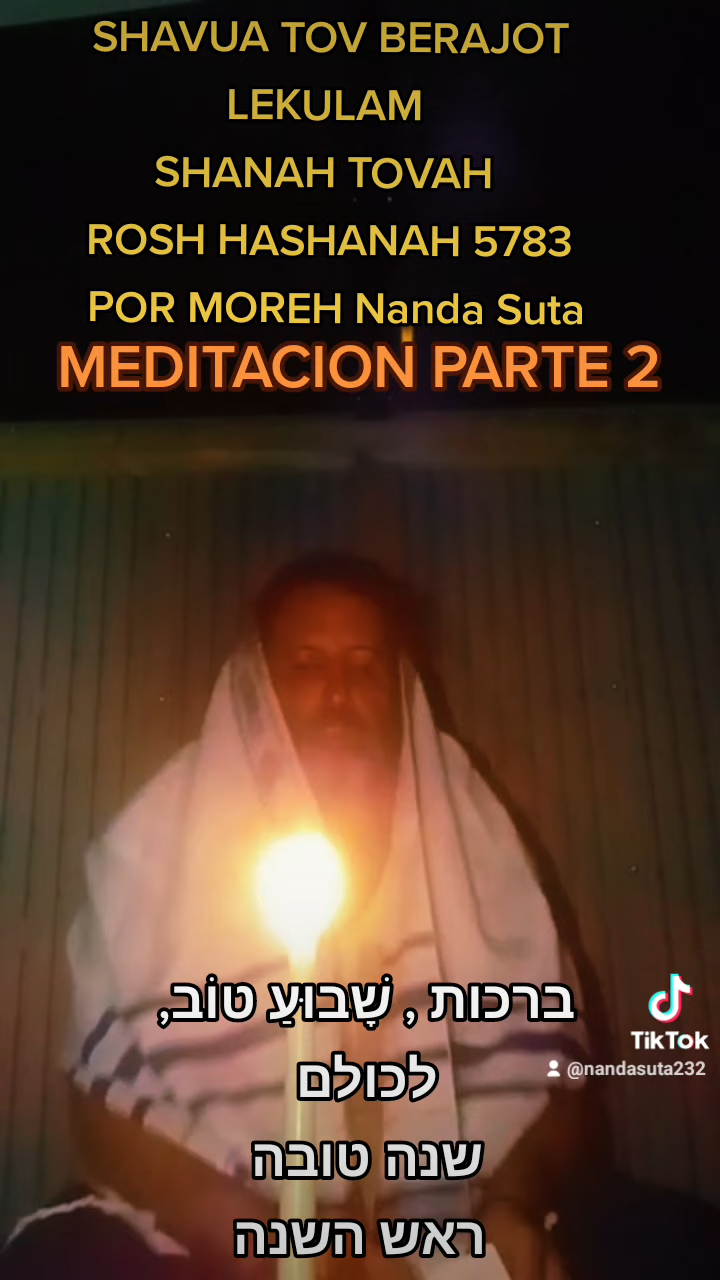 SHAVUA TOV BERAJOT
LEKULAM
SHANAH TOVAH
ROSH HASHANAH 5783
POR MOREH Nanda Suta
MEDITACION PARTE 2
ברכות , שָׁבוּעַ טוֹב,
לכולם
שנה טובה
ראש השנה
TikTok
@nandasuta232